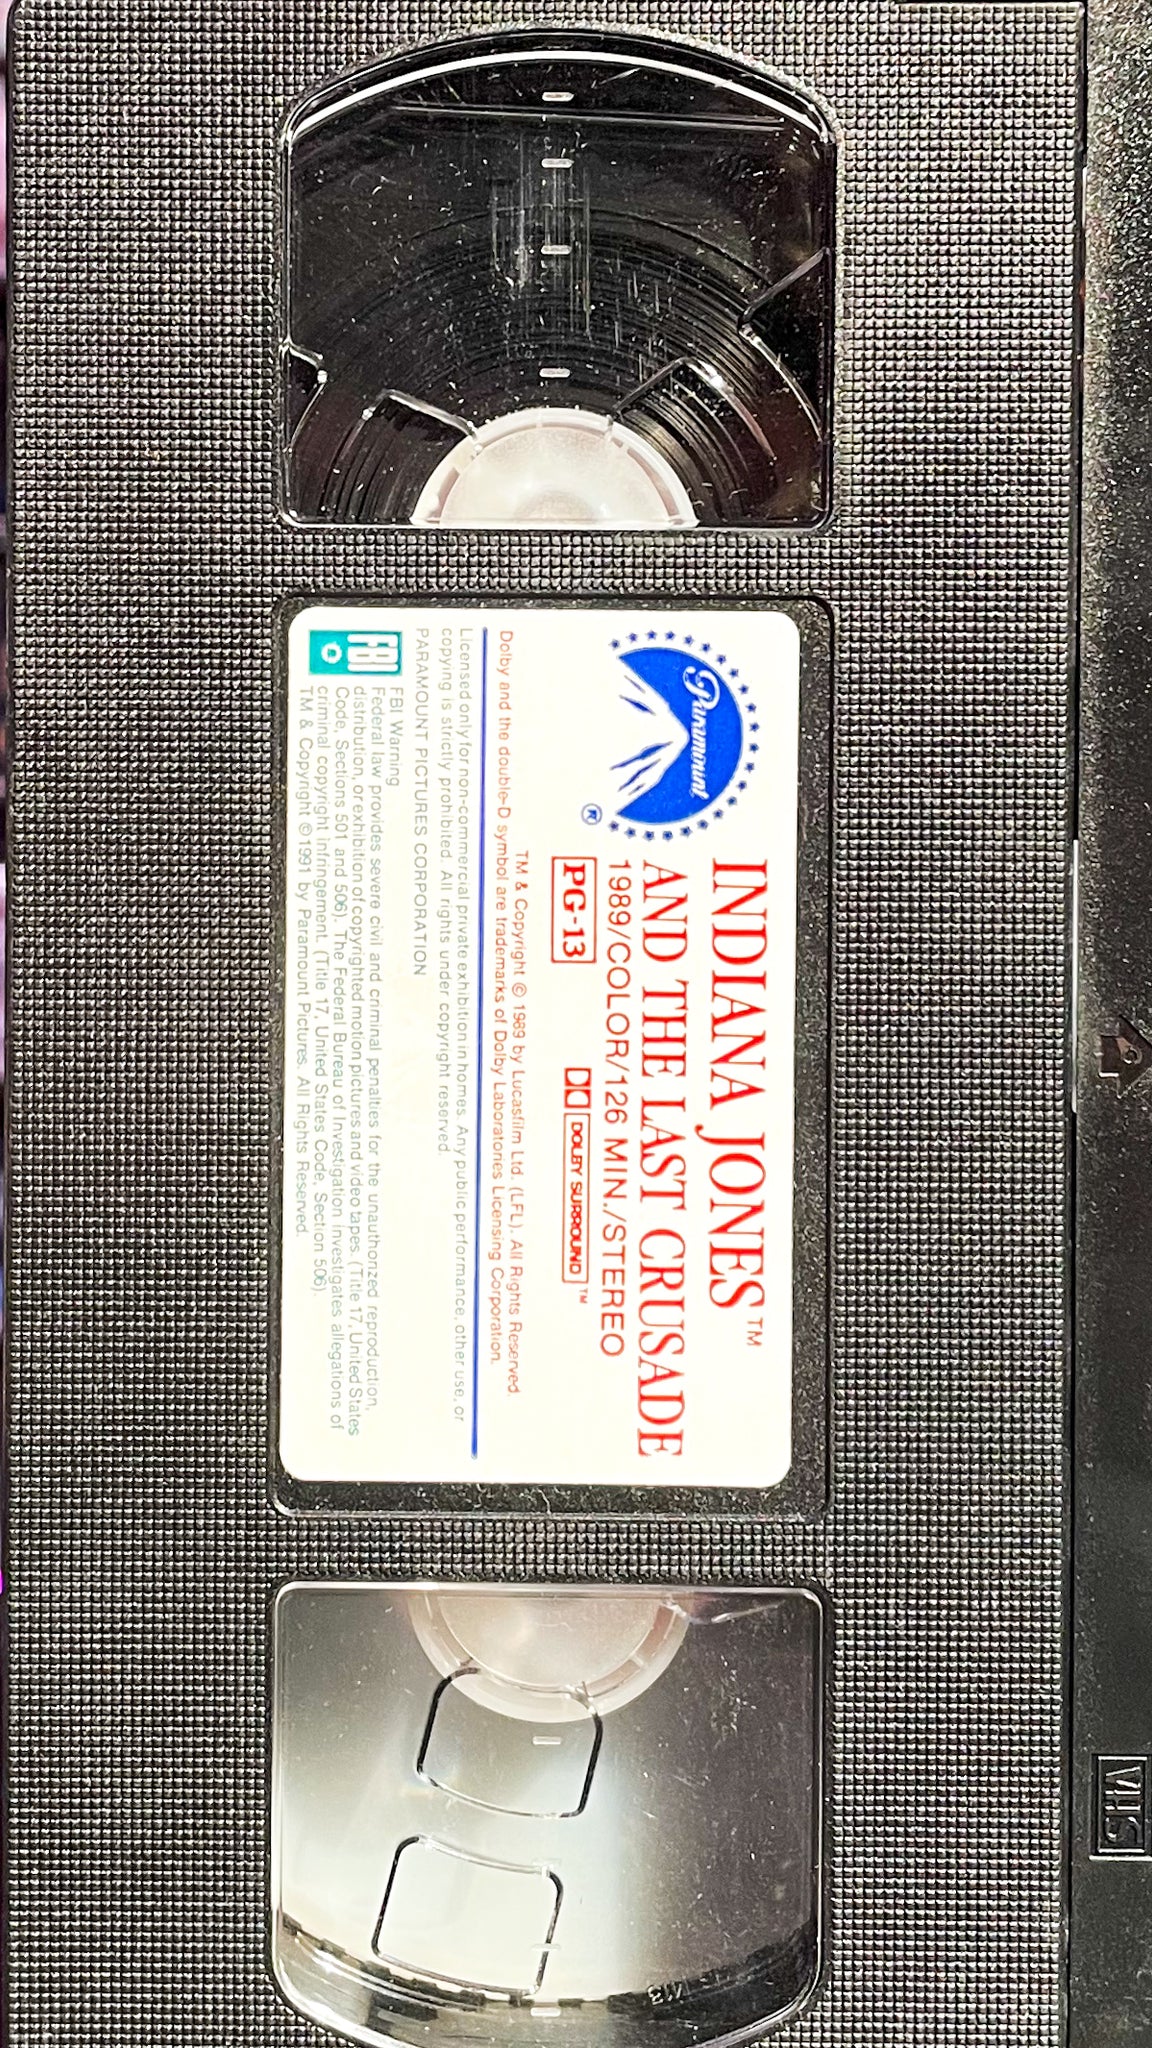 Paramount
®
INDIANA JONES™
AND THE LAST CRUSADE
1989/COLOR/126 MIN./STEREO
PG-13
DOLBY SURROUND™
TM & Copyright © 1989 by Lucasfilm Ltd. (LFL). All Rights Reserved.
Dolby and the double-D symbol are trademarks of Dolby Laboratories Licensing Corporation.
Licensed only for non-commercial private exhibition in homes. Any public performance, other use, or
copying is strictly prohibited. All rights under copyright reserved.
PARAMOUNT PICTURES CORPORATION
FBI
FBI Warning
Federal law provides severe civil and criminal penalties for the unauthorized reproduction,
distribution, or exhibition of copyrighted motion pictures and video tapes. (Title 17, United States
Code, Sections 501 and 506). The Federal Bureau of Investigation investigates allegations of
criminal copyright infringement. (Title 17, United States Code, Section 506).
TM & Copyright © 1991 by Paramount Pictures. All Rights Reserved.
VHS